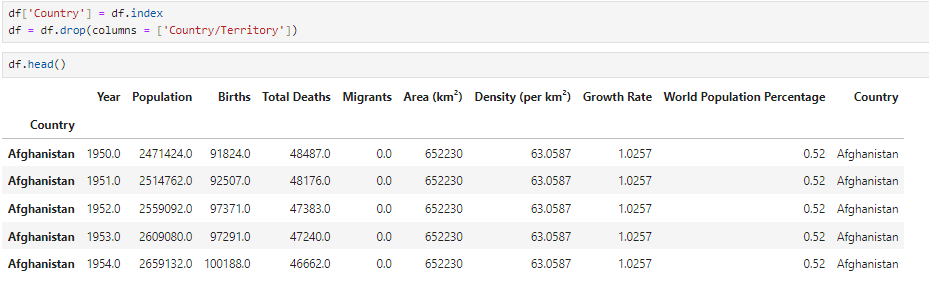 df['Country'] = df.index
df = df.drop(columns = ['Country/Territory'])
df.head()
Year Population Births Total Deaths Migrants Area (km²) Density (per km²) Growth Rate World Population Percentage Country
Country
Afghanistan 1950.0 2471424.0 91824.0 48487.0 0.0 652230 63.0587 1.0257 0.52 Afghanistan
Afghanistan 1951.0 2514762.0 92507.0 48176.0 0.0 652230 63.0587 1.0257 0.52 Afghanistan
Afghanistan 1952.0 2559092.0 97371.0 47383.0 0.0 652230 63.0587 1.0257 0.52 Afghanistan
Afghanistan 1953.0 2609080.0 97291.0 47240.0 0.0 652230 63.0587 1.0257 0.52 Afghanistan
Afghanistan 1954.0 2659132.0 100188.0 46662.0 0.0 652230 63.0587 1.0257 0.52 Afghanistan